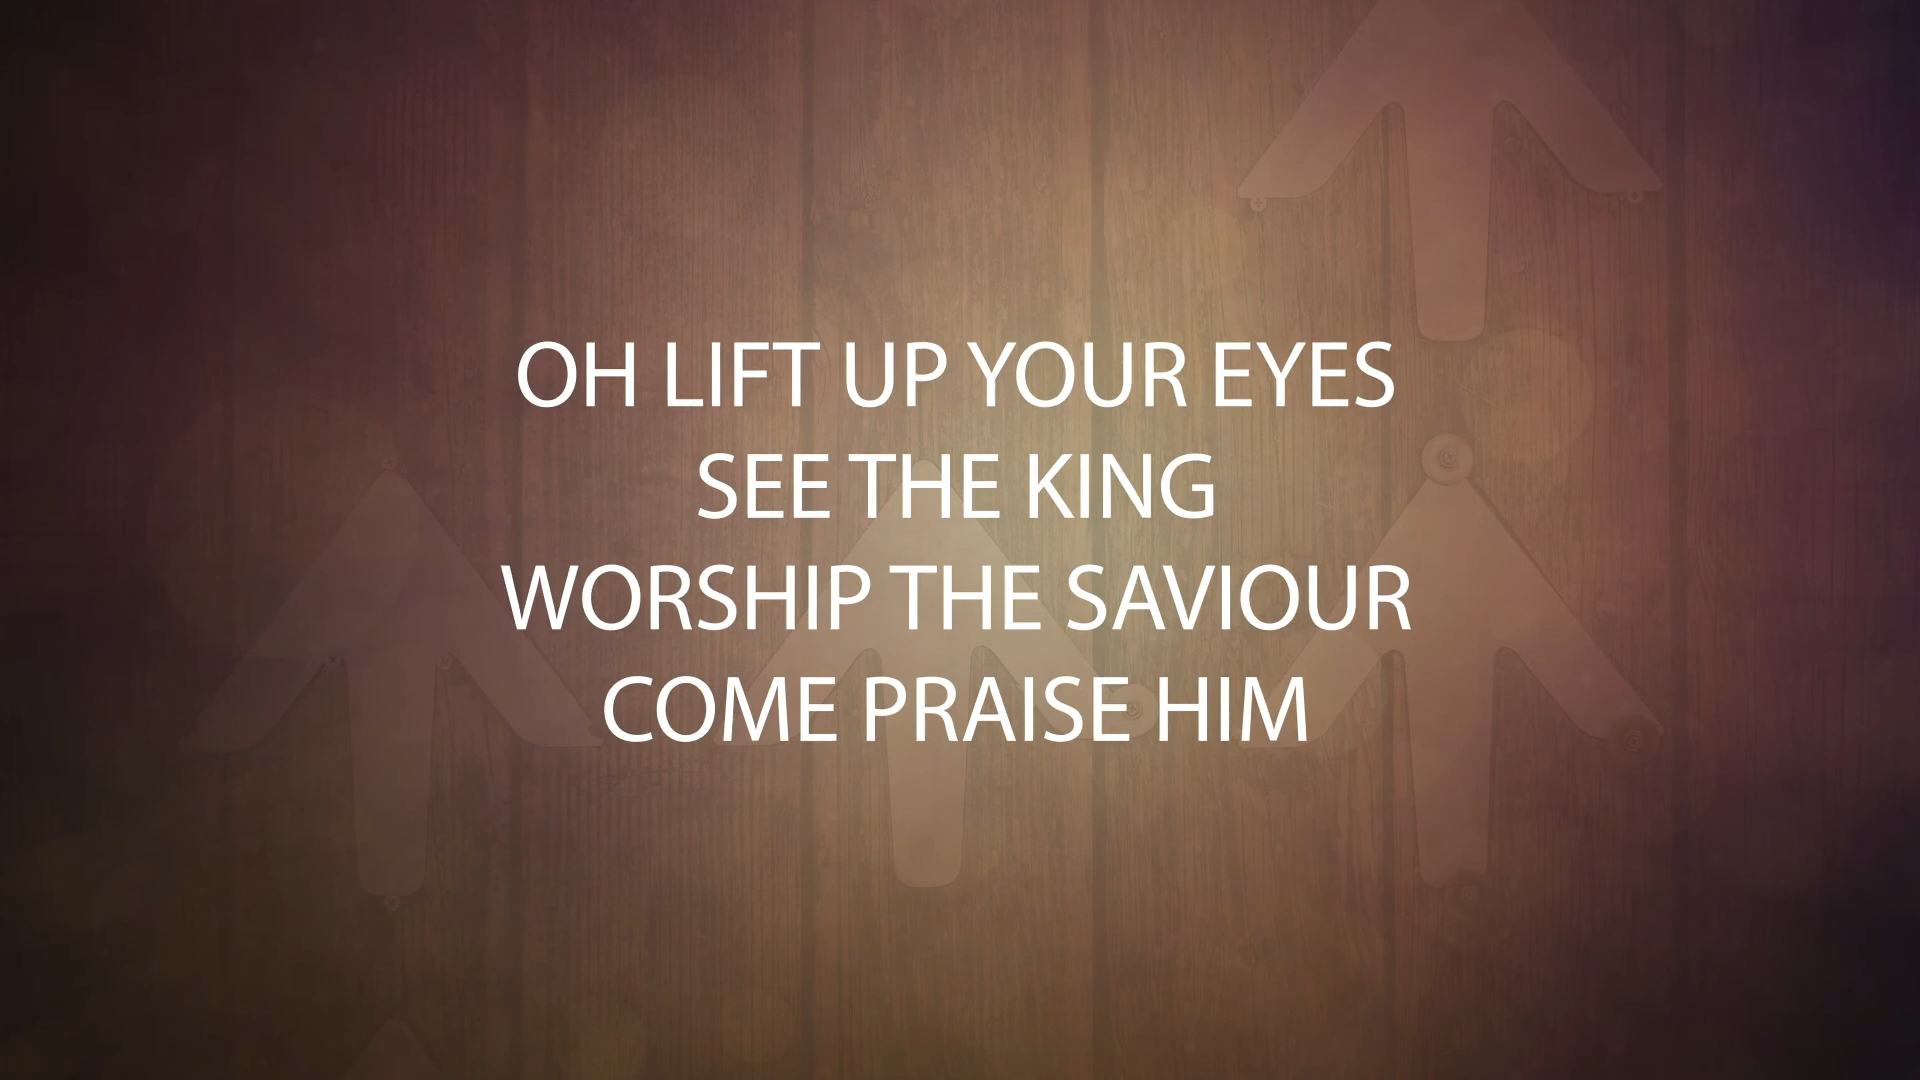 OH LIFT UP YOUR EYES
SEE THE KING
WORSHIP THE SAVIOUR
COME PRAISE HIM